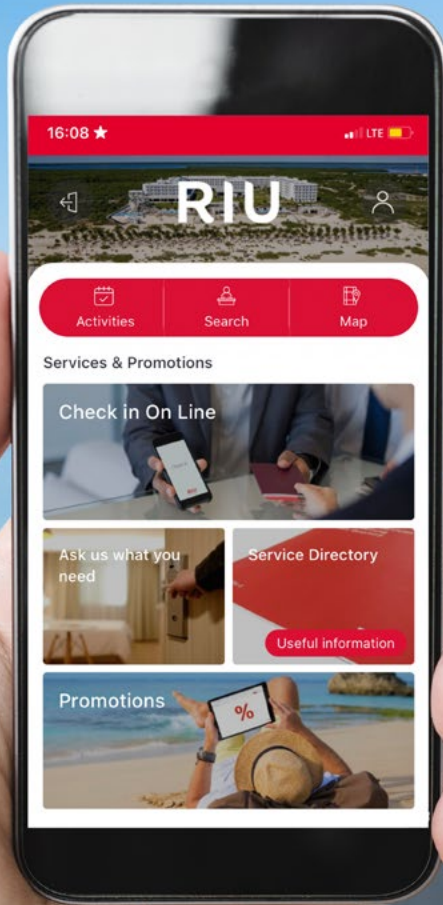 16:08 ★
LTE
RIU
Activities
Search
Map
Services & Promotions
Check in On Line
Ask us what you
need
Service Directory
Useful information
Promotions
%